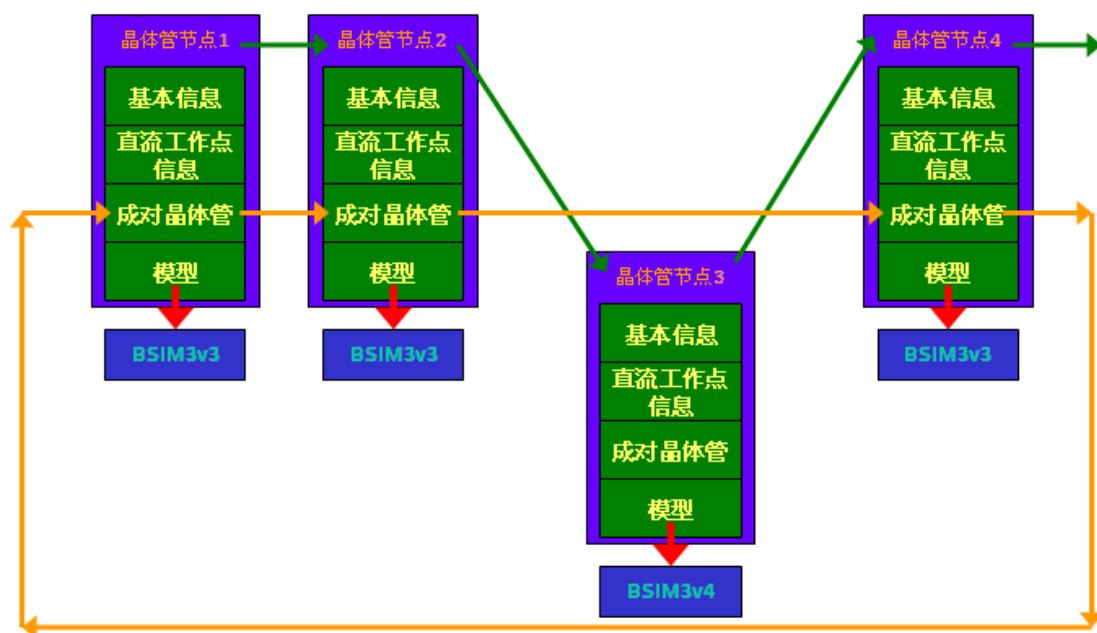 晶体管节点1
基本信息
直流工作点
信息
成对晶体管
模型
BSIM3v3
晶体管节点2
基本信息
直流工作点
信息
成对晶体管
模型
BSIM3v3
晶体管节点3
基本信息
直流工作点
信息
成对晶体管
模型
BSIM3v4
晶体管节点4
基本信息
直流工作点
信息
成对晶体管
模型
BSIM3v3